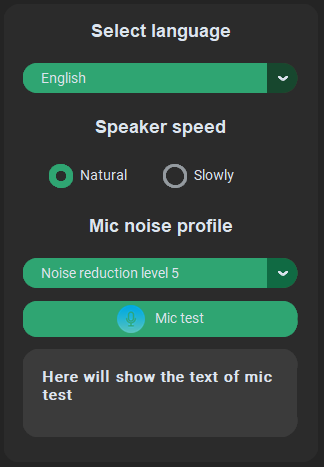 Select language
English
Speaker speed
Natural Slowly
Mic noise profile
Noise reduction level 5
Mic test
Here will show the text of mic
test